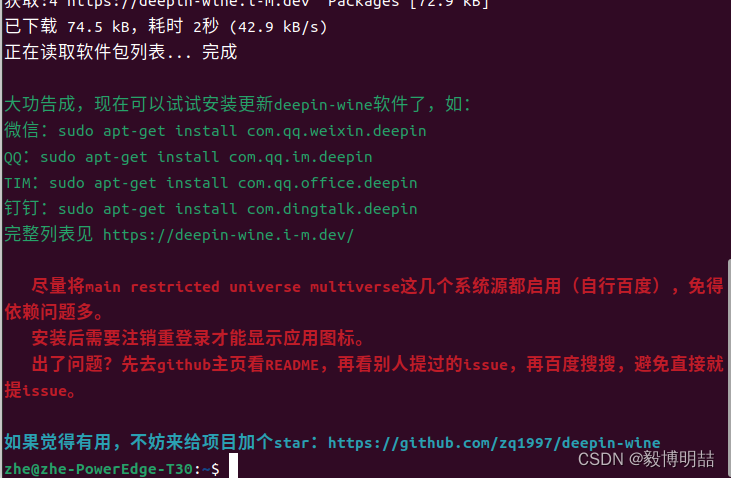 获取:4 https://deepin-wine.i-m.dev  Packages [72.9 kB]
已下载 74.5 kB，耗时 2秒 (42.9 kB/s)
正在读取软件包列表... 完成
大功告成，现在可以试试安装更新deepin-wine软件了，如：
微信：sudo apt-get install com.qq.weixin.deepin
QQ：sudo apt-get install com.qq.im.deepin
TIM：sudo apt-get install com.qq.office.deepin
钉钉：sudo apt-get install com.dingtalk.deepin
完整列表见 https://deepin-wine.i-m.dev/
尽量将main restricted universe multiverse这几个系统源都启用（自行百度），免得
依赖问题多。
安装后需要注销重登录才能显示应用图标。
出了问题？先去github主页看README，再看别人提过的issue，再百度搜搜，避免直接就
提issue。
如果觉得有用，不妨来给项目加个star：https://github.com/zq1997/deepin-wine
zhe@zhe-PowerEdge-T30:~$
CSDN @毅博明喆